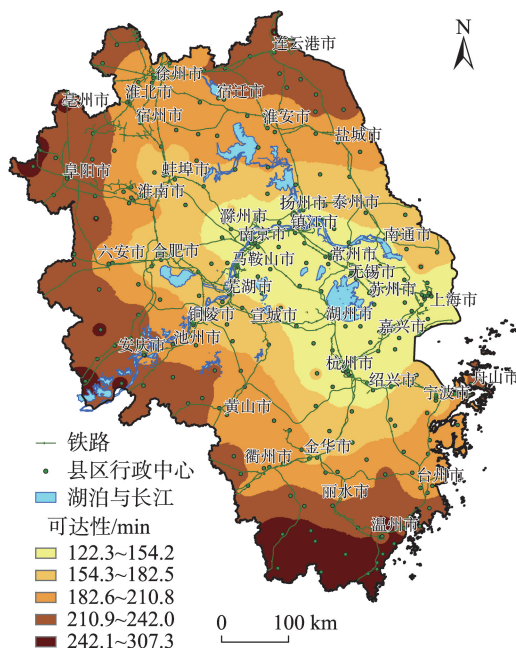 连云港市
N
徐州市
亳州市
淮北市
宿迁市
宿州市
淮安市
盐城市
阜阳市
蚌埠市
淮南市
扬州市
泰州市
滁州市
镇江市
南京市
南通市
六安市
合肥市
马鞍山市
常州市
无锡市
芜湖市
苏州市
上海市
铜陵市
宣城市
湖州市
池州市
嘉兴市
安庆市
杭州市
绍兴市
舟山市
宁波市
黄山市
铁路
金华市
衢州市
县区行政中心
台州市
丽水市
湖泊与长江
温州市
可达性/min
122.3~154.2
154.3~182.5
182.6~210.8
210.9~242.0
242.1~307.3
0 100 km